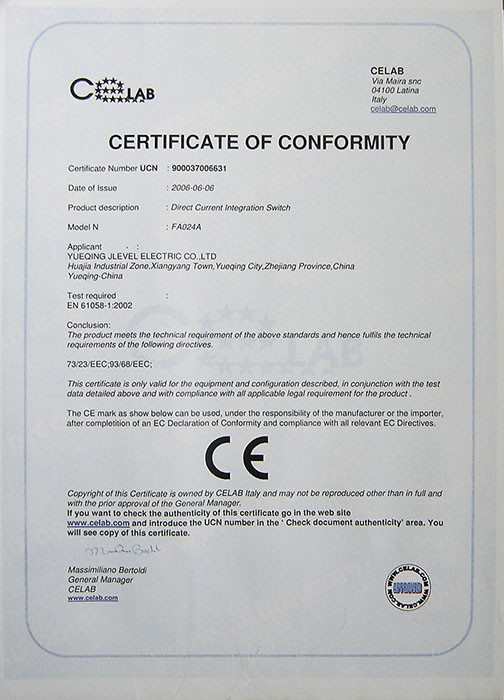 CELAB
CELAB
Via Maira snc
04100 Latina
Italy
celab@celab.com
CERTIFICATE OF CONFORMITY
Certificate Number UCN : 900037006631
Date of Issue : 2006-06-06
Product description : Direct Current Integration Switch
Model N : FA024A
Applicant . :
YUEQING JLEVEL ELECTRIC CO.,LTD
Huajia Industrial Zone,Xiangyang Town,Yueqing City,Zhejiang Province,China
Yueqing-China
Test required :
EN 61058-1:2002
Conclusion:
The product meets the technical requirement of the above standards and hence fulfils the technical
requirements of the following directives.
73/23/EEC;93/68/EEC;
This certificate is only valid for the equipment and configuration described, in conjunction with the test
data detailed above and with compliance with all applicable legal requirement for the product .
The CE mark as show below can be used, under the responsibility of the manufacturer or the importer,
after completition of an EC Declaration of Conformity and compliance with all relevant EC Directives.
CE
Copyright of this Certificate is owned by CELAB Italy and may not be reproduced other than in full and
with the prior approval of the General Manager.
If you want to check the authenticity of this certificate go in the web site
www.celab.com and introduce the UCN number in the ' Check document authenticity' area. You
will see copy of this certificate.
Massimiliano Bertoldi
General Manager
CELAB
www.celab.com
WWW.CELAB.COM WWW.CELAB.COM
APPROVED